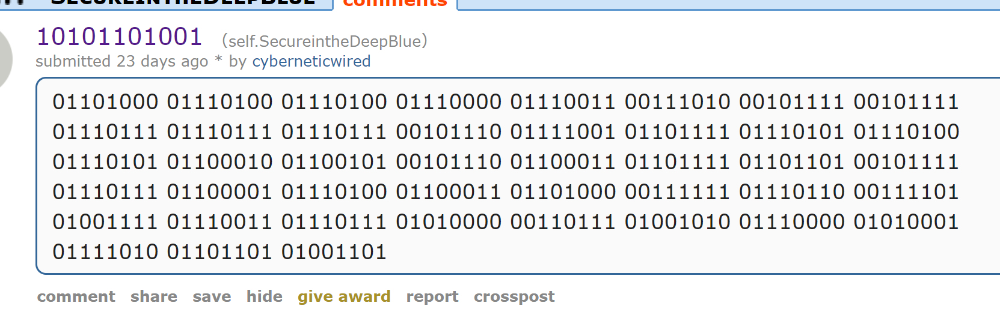 SECUREINTHEDEEPBLUE comments
10101101001 (self.SecureintheDeepBlue)
submitted 23 days ago * by cyberneticwired
01101000 01110100 01110100 01110000 01110011 00111010 00101111 00101111
01110111 01110111 01110111 00101110 01111001 01101111 01110101 01110100
01110101 01100010 01100101 00101110 01100011 01101111 01101101 00101111
01110111 01100001 01110100 01100011 01101000 00111111 01110110 00111101
01001111 01110011 01110111 01010000 00110111 01001010 01110000 01010001
01111010 01101101 01001101
comment share save hide give award report crosspost